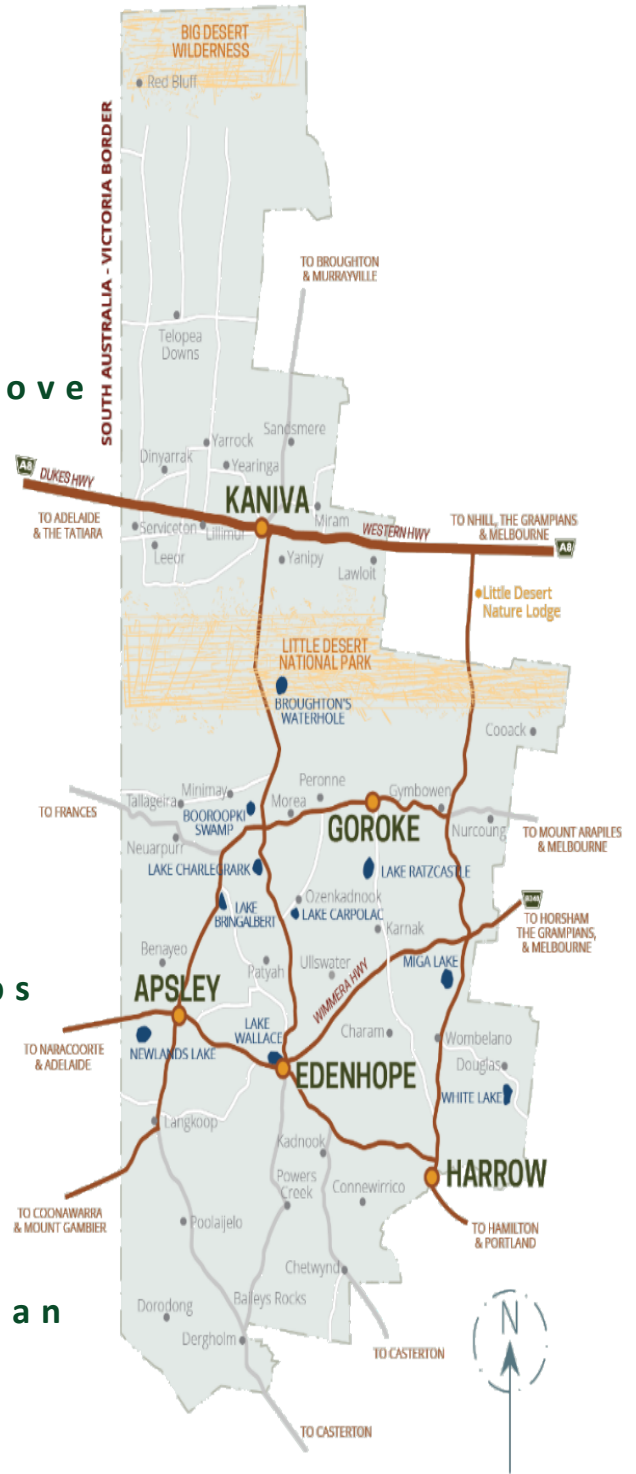 BIG DESERT
WILDERNESS
Red Bluff
SOUTH AUSTRALIA - VICTORIA BORDER
TO BROUGHTON
& MURRAYVILLE
Telopea
Downs
ove
Sandsmere
Yarrock
Dinyarrak
Yearinga
A8
DUKES HWY
KANIVA
TO ADELAIDE
& THE TATIARA
Serviceton
Lillimur
Miram
WESTERN HWY
TO NHILL, THE GRAMPIANS
& MELBOURNE
A8
Leeor
Yanipy
Lawloit
Little Desert
Nature Lodge
LITTLE DESERT
NATIONAL PARK
BROUGHTON'S
WATERHOLE
Cooack
Peronne
Minimay
Gymbowen
Tallageira
Morea
TO FRANCES
BOOROOPKI
SWAMP
GOROKE
Nurcoung
TO MOUNT ARAPILES
& MELBOURNE
Neuarpurr
LAKE CHARLEGRARK
LAKE RATZCASTLE
Ozenkadnook
LAKE
BRINGALBERT
LAKE CARPOLAC
Karnak
TO HORSHAM
THE GRAMPIANS,
& MELBOURNE
Benayeo
Patyah
Ullswater
MIGA LAKE
os
APSLEY
WIMMERA HWY
LAKE
WALLACE
Charam
Wombelano
TO NARACOORTE
& ADELAIDE
NEWLANDS LAKE
EDENHOPE
Douglas
WHITE LAKE
Langkoop
Kadnook
HARROW
Powers
Creek
Connewirrico
TO COONAWARRA
& MOUNT GAMBIER
Poolaijelo
TO HAMILTON
& PORTLAND
Chetwynd
an
Dorodong
Baileys Rocks
N
Dergholm
TO CASTERTON
TO CASTERTON